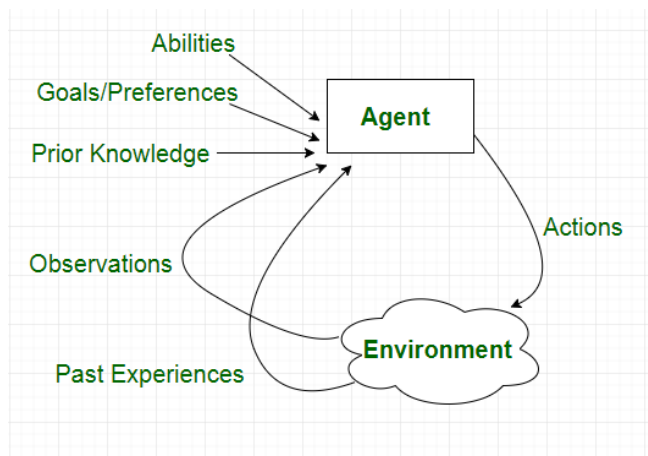 Abilities
Goals/Preferences
Agent
Prior Knowledge
Actions
Observations
Environment
Past Experiences